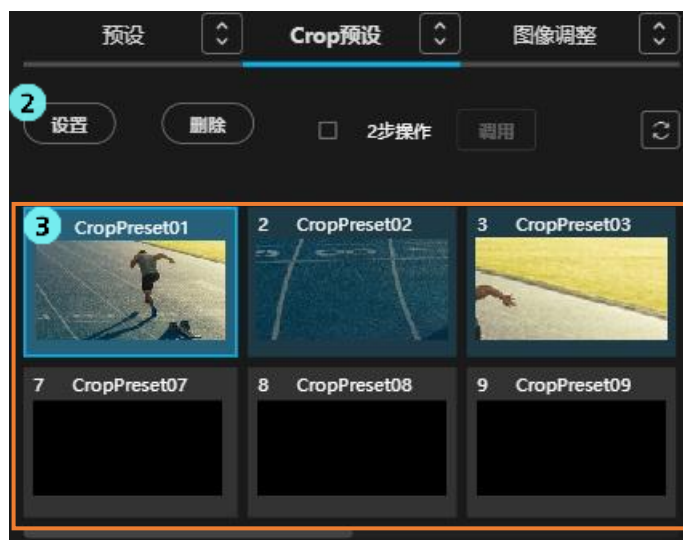 预设 Crop预设 图像调整
2
设置 删除 2步操作 调用
3 CropPreset01 2 CropPreset02 3 CropPreset03
7 CropPreset07 8 CropPreset08 9 CropPreset09